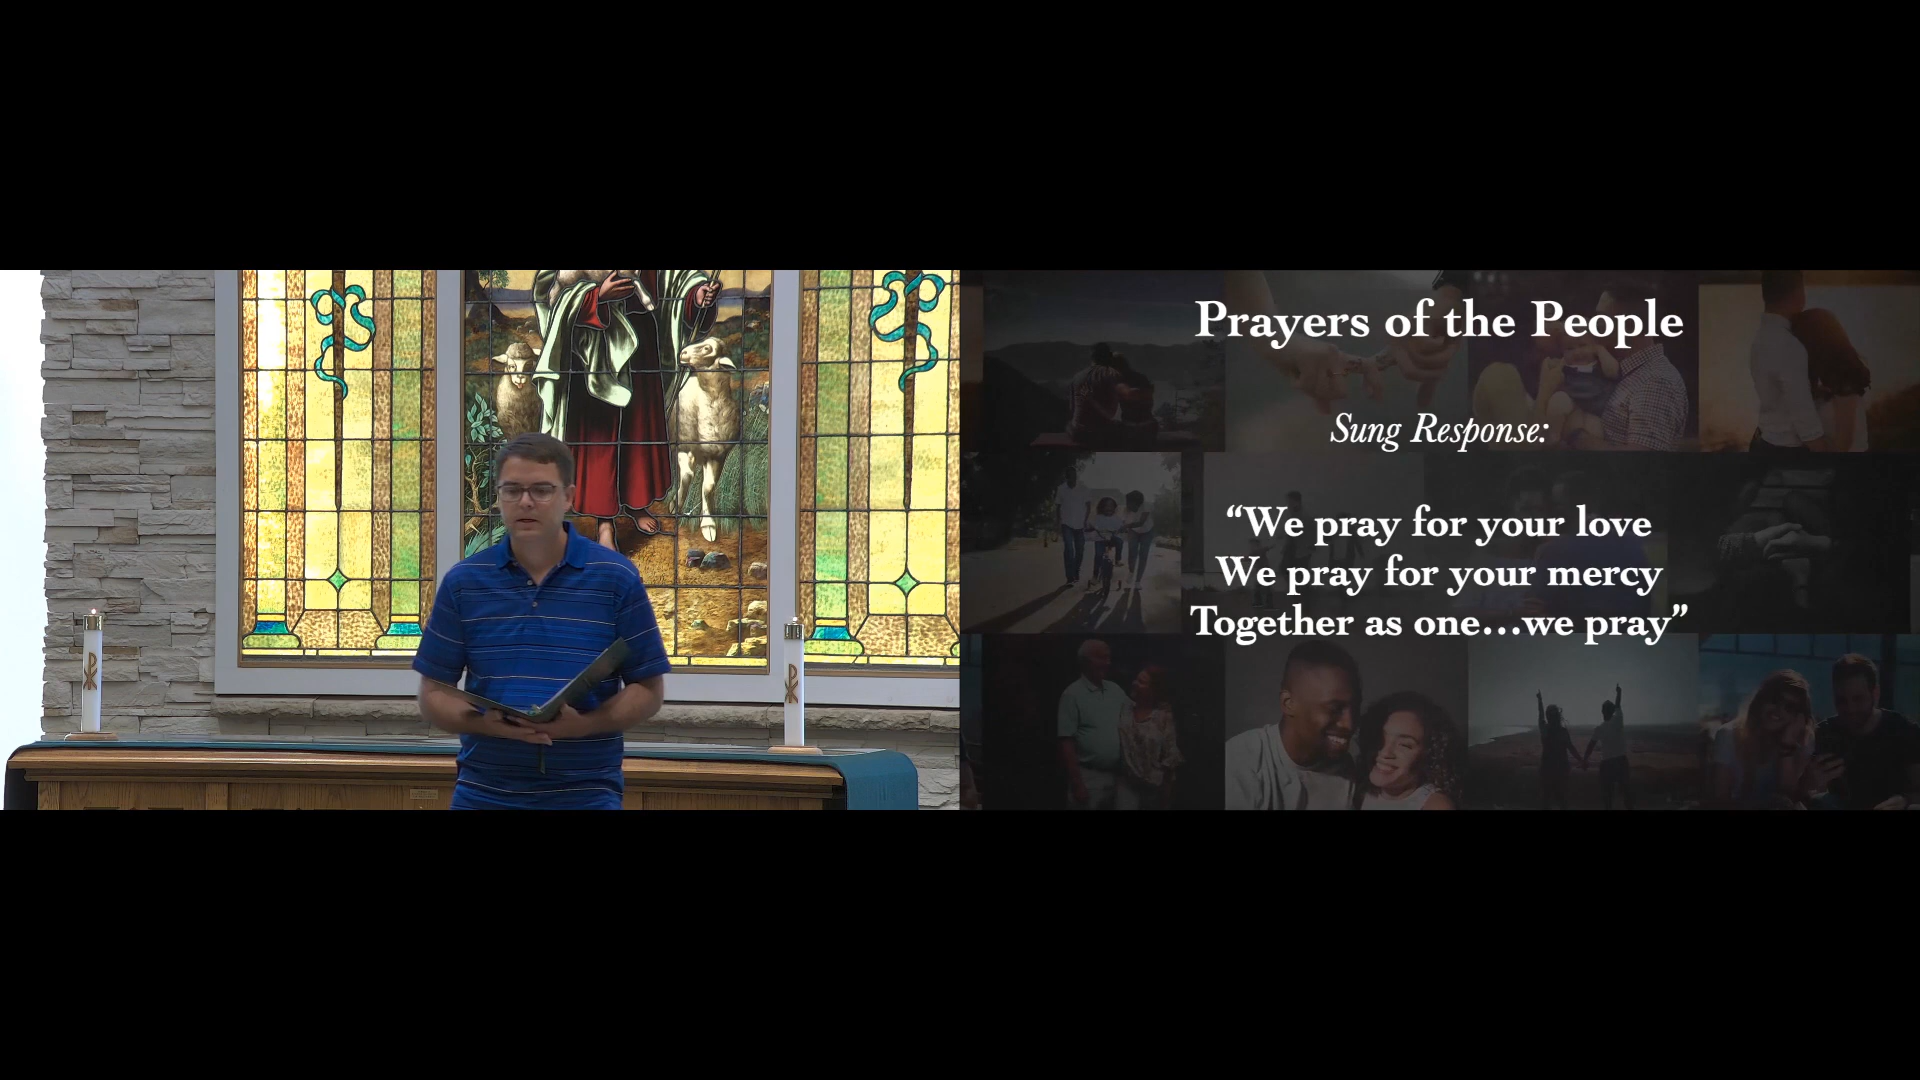 Prayers of the People
Sung Response:
“We pray for your love
We pray for your mercy
Together as one...we pray”